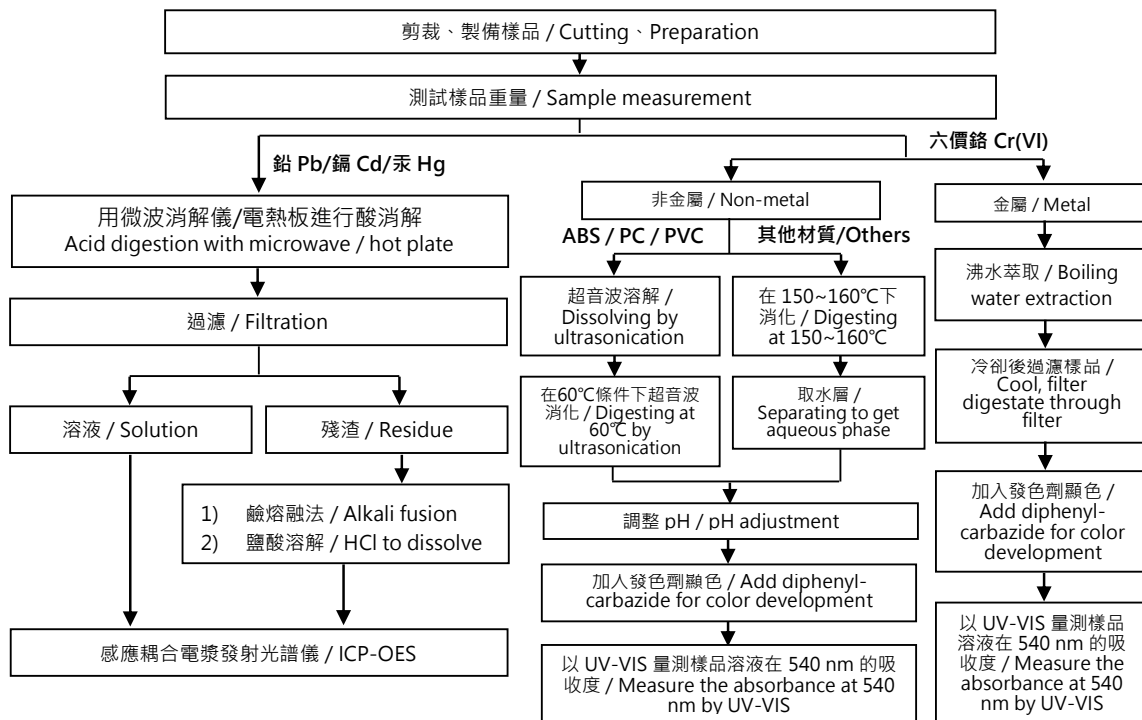 剪裁、製備樣品 / Cutting、Preparation
測試樣品重量 / Sample measurement
鉛 Pb/鎘 Cd/汞 Hg
六價鉻 Cr(VI)
用微波消解儀/電熱板進行酸消解
Acid digestion with microwave / hot plate
過濾 / Filtration
溶液 / Solution
殘渣 / Residue
1) 鹼熔融法 / Alkali fusion
2) 鹽酸溶解 / HCl to dissolve
感應耦合電漿發射光譜儀 / ICP-OES
非金屬 / Non-metal
ABS / PC / PVC
其他材質/Others
超音波溶解 /
Dissolving by
ultrasonication
在60℃條件下超音波
消化 / Digesting at
60℃ by
ultrasonication
在 150~160℃下
消化 / Digesting
at 150~160℃
取水層 /
Separating to get
aqueous phase
調整 pH / pH adjustment
加入發色劑顯色 / Add diphenyl-
carbazide for color development
以 UV-VIS 量測樣品溶液在 540 nm 的吸
收度 / Measure the absorbance at 540
nm by UV-VIS
金屬 / Metal
沸水萃取 / Boiling
water extraction
冷卻後過濾樣品 /
Cool, filter
digestate through
filter
加入發色劑顯色 /
Add diphenyl-
carbazide for color
development
以 UV-VIS 量測樣品
溶液在 540 nm 的吸
收度 / Measure the
absorbance at 540
nm by UV-VIS